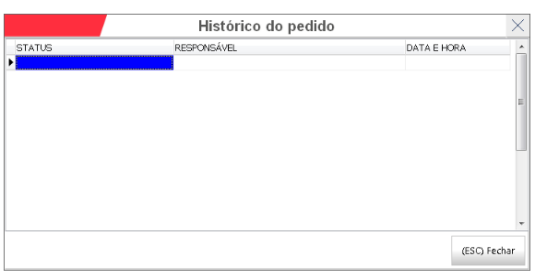 Histórico do pedido
STATUS RESPONSÁVEL DATA E HORA
(ESC) Fechar